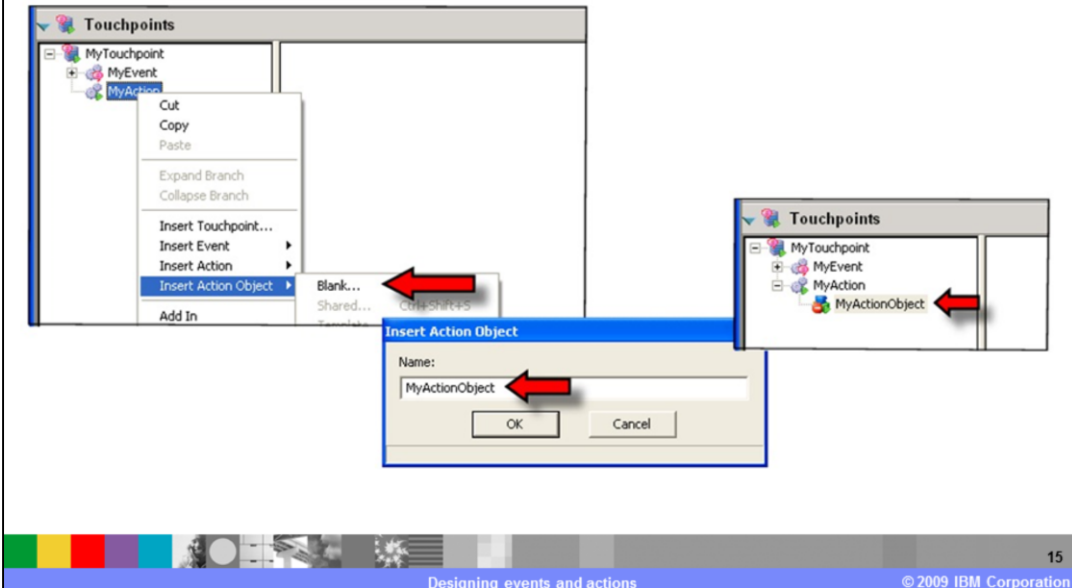 Touchpoints
MyTouchpoint
MyEvent
MyAction
Cut
Copy
Paste
Expand Branch
Collapse Branch
Insert Touchpoint...
Insert Event
Insert Action
Insert Action Object
Add In
Blank...
Shared... Ctrl+Shift+S
Insert Action Object
Name:
MyActionObject
OK Cancel
Touchpoints
MyTouchpoint
MyEvent
MyAction
MyActionObject
15
Designing events and actions
© 2009 IBM Corporation